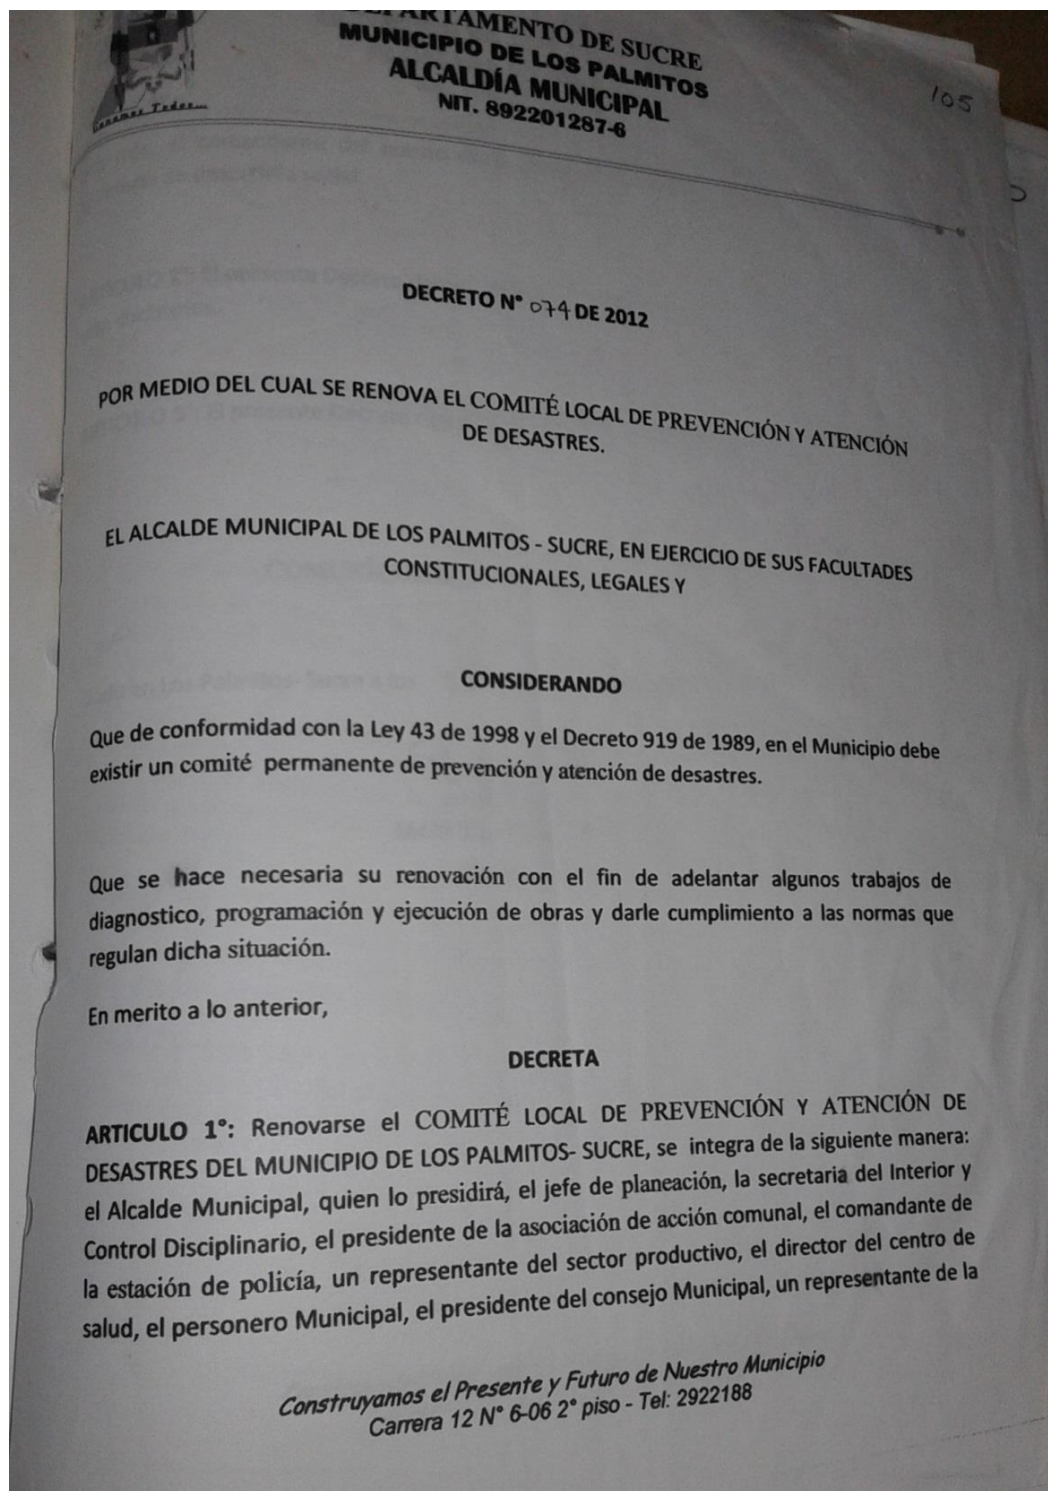 DEPARTAMENTO DE SUCRE
MUNICIPIO DE LOS PALMITOS
ALCALDÍA MUNICIPAL
NIT. 892201287-6
Ganamos Todos
105
DECRETO N° 074 DE 2012
POR MEDIO DEL CUAL SE RENOVA EL COMITÉ LOCAL DE PREVENCIÓN Y ATENCIÓN
DE DESASTRES.
EL ALCALDE MUNICIPAL DE LOS PALMITOS - SUCRE, EN EJERCICIO DE SUS FACULTADES
CONSTITUCIONALES, LEGALES Y
CONSIDERANDO
Que de conformidad con la Ley 43 de 1998 y el Decreto 919 de 1989, en el Municipio debe
existir un comité permanente de prevención y atención de desastres.
Que se hace necesaria su renovación con el fin de adelantar algunos trabajos de
diagnostico, programación y ejecución de obras y darle cumplimiento a las normas que
regulan dicha situación.
En merito a lo anterior,
DECRETA
ARTICULO 1°: Renovarse el COMITÉ LOCAL DE PREVENCIÓN Y ATENCIÓN DE
DESASTRES DEL MUNICIPIO DE LOS PALMITOS- SUCRE, se integra de la siguiente manera:
el Alcalde Municipal, quien lo presidirá, el jefe de planeación, la secretaria del Interior y
Control Disciplinario, el presidente de la asociación de acción comunal, el comandante de
la estación de policía, un representante del sector productivo, el director del centro de
salud, el personero Municipal, el presidente del consejo Municipal, un representante de la
Construyamos el Presente y Futuro de Nuestro Municipio
Carrera 12 N° 6-06 2° piso - Tel: 2922188